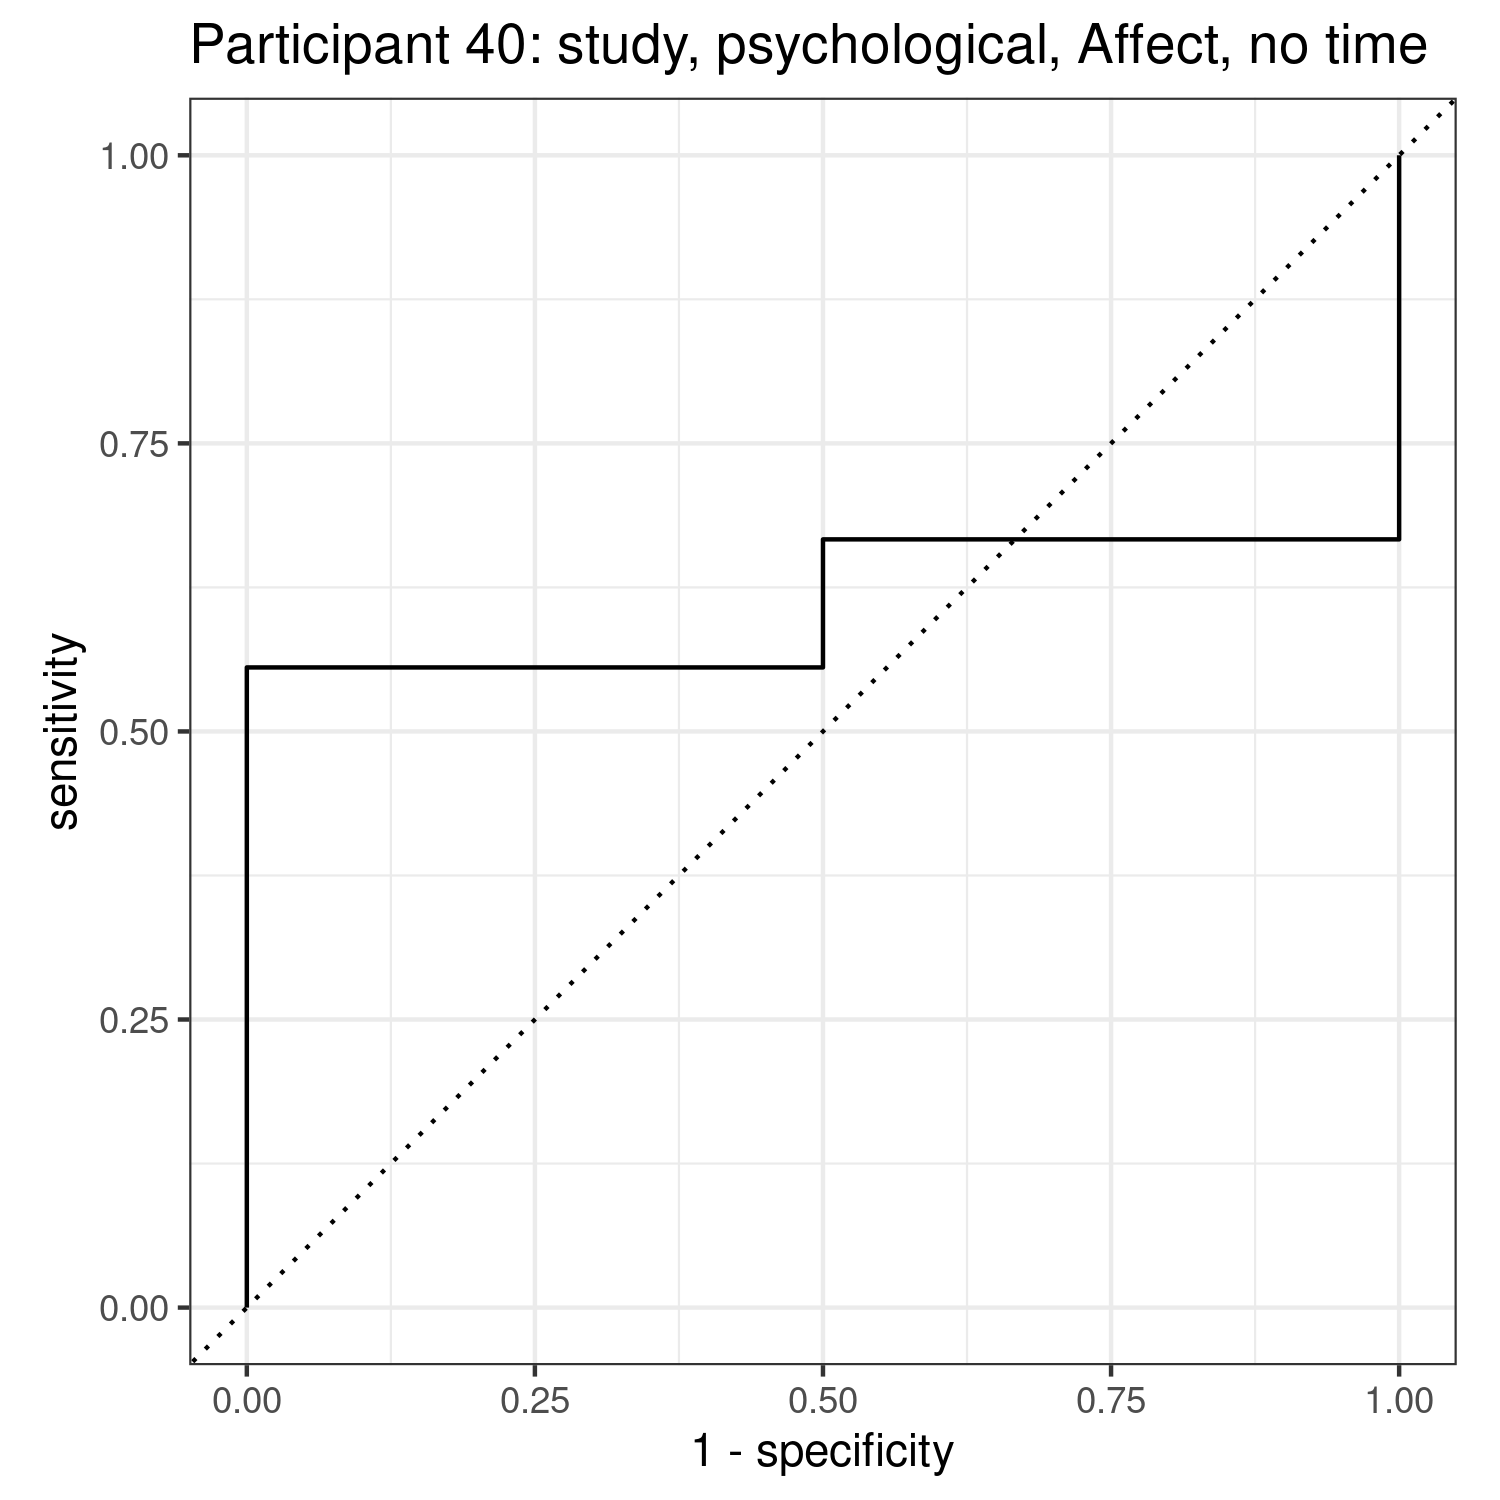 Participant 40: study, psychological, Affect, no time
1.00
0.75
0.50
0.25
0.00
sensitivity
0.00 0.25 0.50 0.75 1.00
1 - specificity